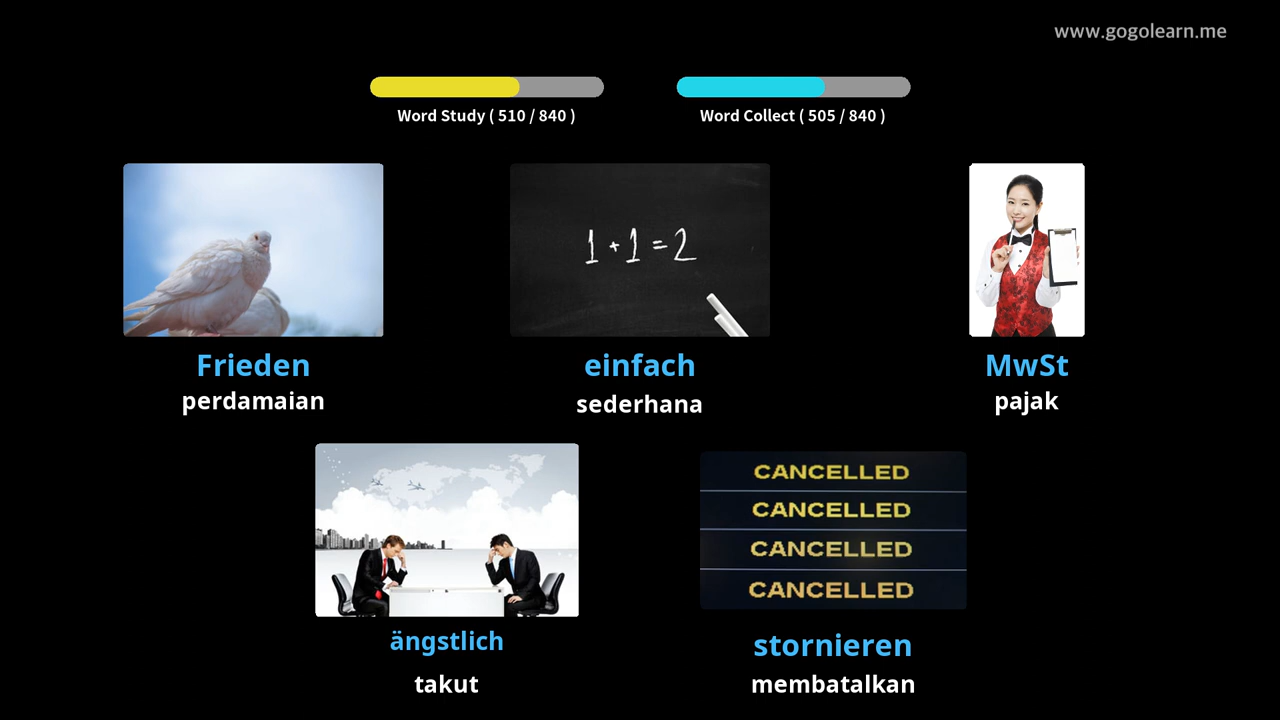 www.gogolearn.me
Word Study ( 510 / 840 )
Word Collect ( 505 / 840 )
1+1=2
Frieden
perdamaian
einfach
sederhana
MwSt
pajak
CANCELLED
CANCELLED
CANCELLED
CANCELLED
ängstlich
takut
stornieren
membatalkan